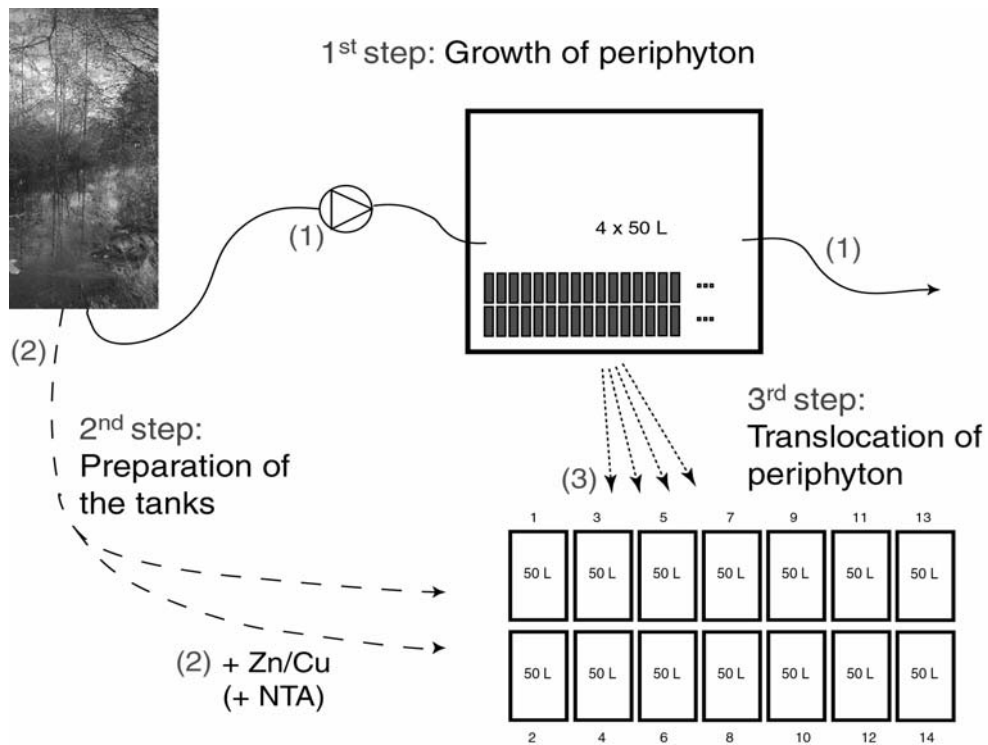 1st step: Growth of periphyton
4 x 50 L
(1)
(1)
(2)
2nd step:
Preparation of
the tanks
3rd step:
Translocation of
periphyton
(3)
1 3 5 7 9 11 13
50 L 50 L 50 L 50 L 50 L 50 L 50 L
50 L 50 L 50 L 50 L 50 L 50 L 50 L
2 4 6 8 10 12 14
(2) + Zn/Cu
(+ NTA)